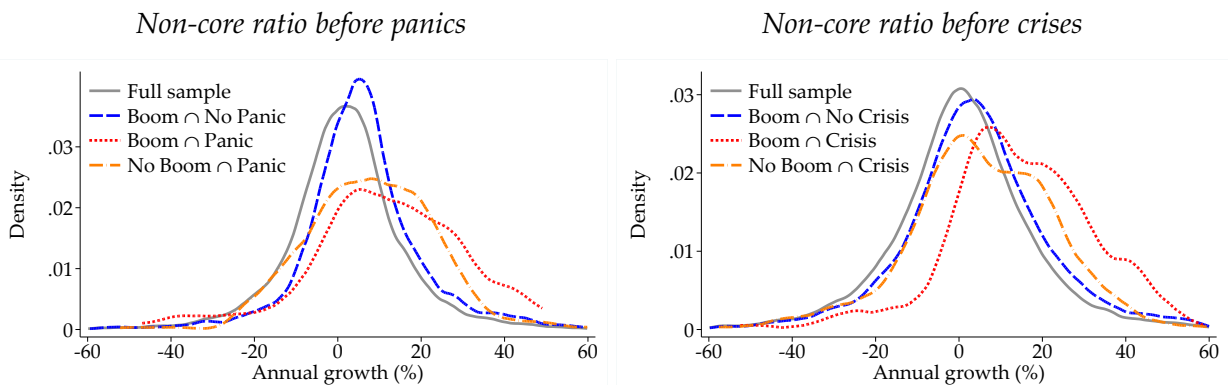 Non-core ratio before panics
Full sample
Boom ∩ No Panic
Boom ∩ Panic
No Boom ∩ Panic
Density
.03
.02
.01
0
-60 -40 -20 0 20 40 60
Annual growth (%)
Non-core ratio before crises
Full sample
Boom ∩ No Crisis
Boom ∩ Crisis
No Boom ∩ Crisis
Density
.03
.02
.01
0
-60 -40 -20 0 20 40 60
Annual growth (%)